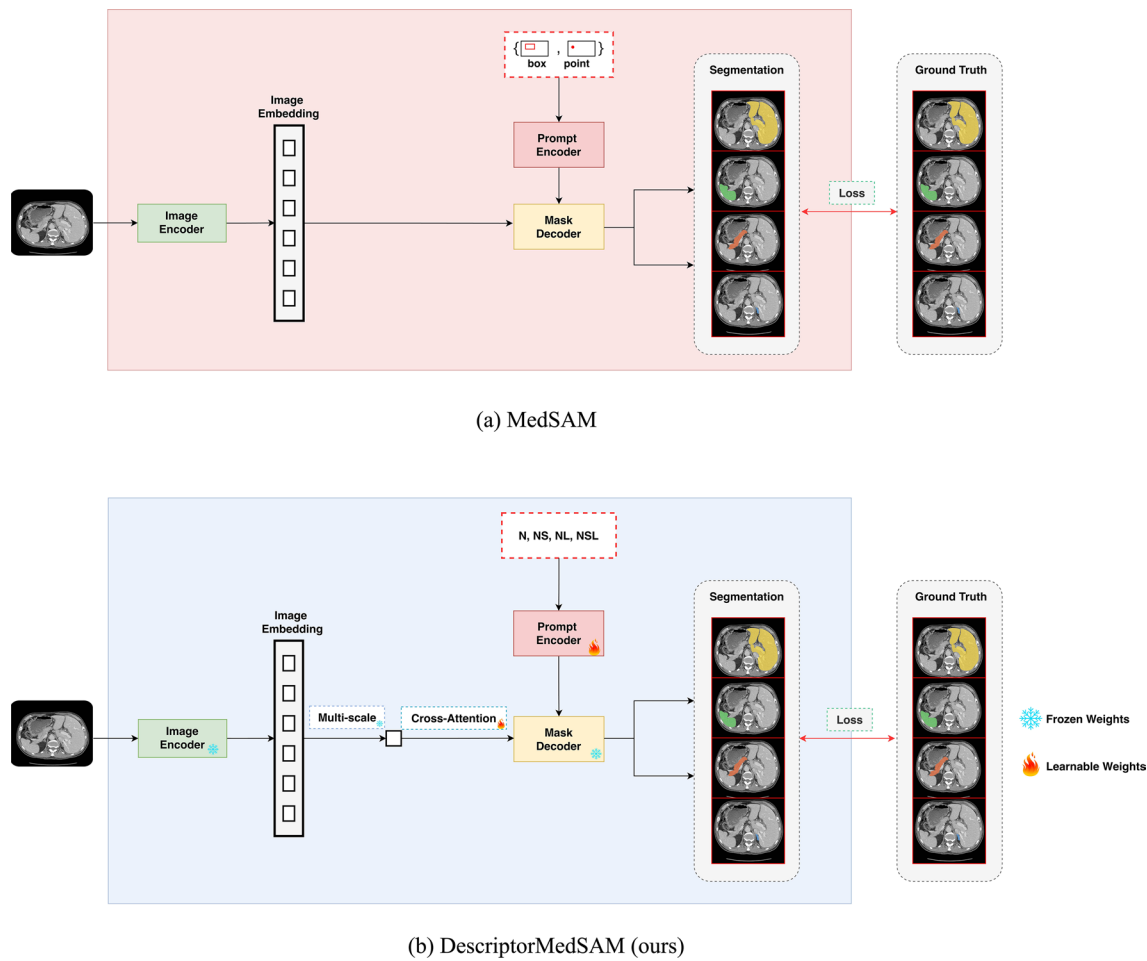 { , }
box point
Segmentation
Ground Truth
Image
Embedding
Prompt
Encoder
Image
Encoder
Mask
Decoder
Loss
(a) MedSAM
N, NS, NL, NSL
Segmentation
Ground Truth
Image
Embedding
Prompt
Encoder
Multi-scale
Cross-Attention
Image
Encoder
Mask
Decoder
Loss
Frozen Weights
Learnable Weights
(b) DescriptorMedSAM (ours)